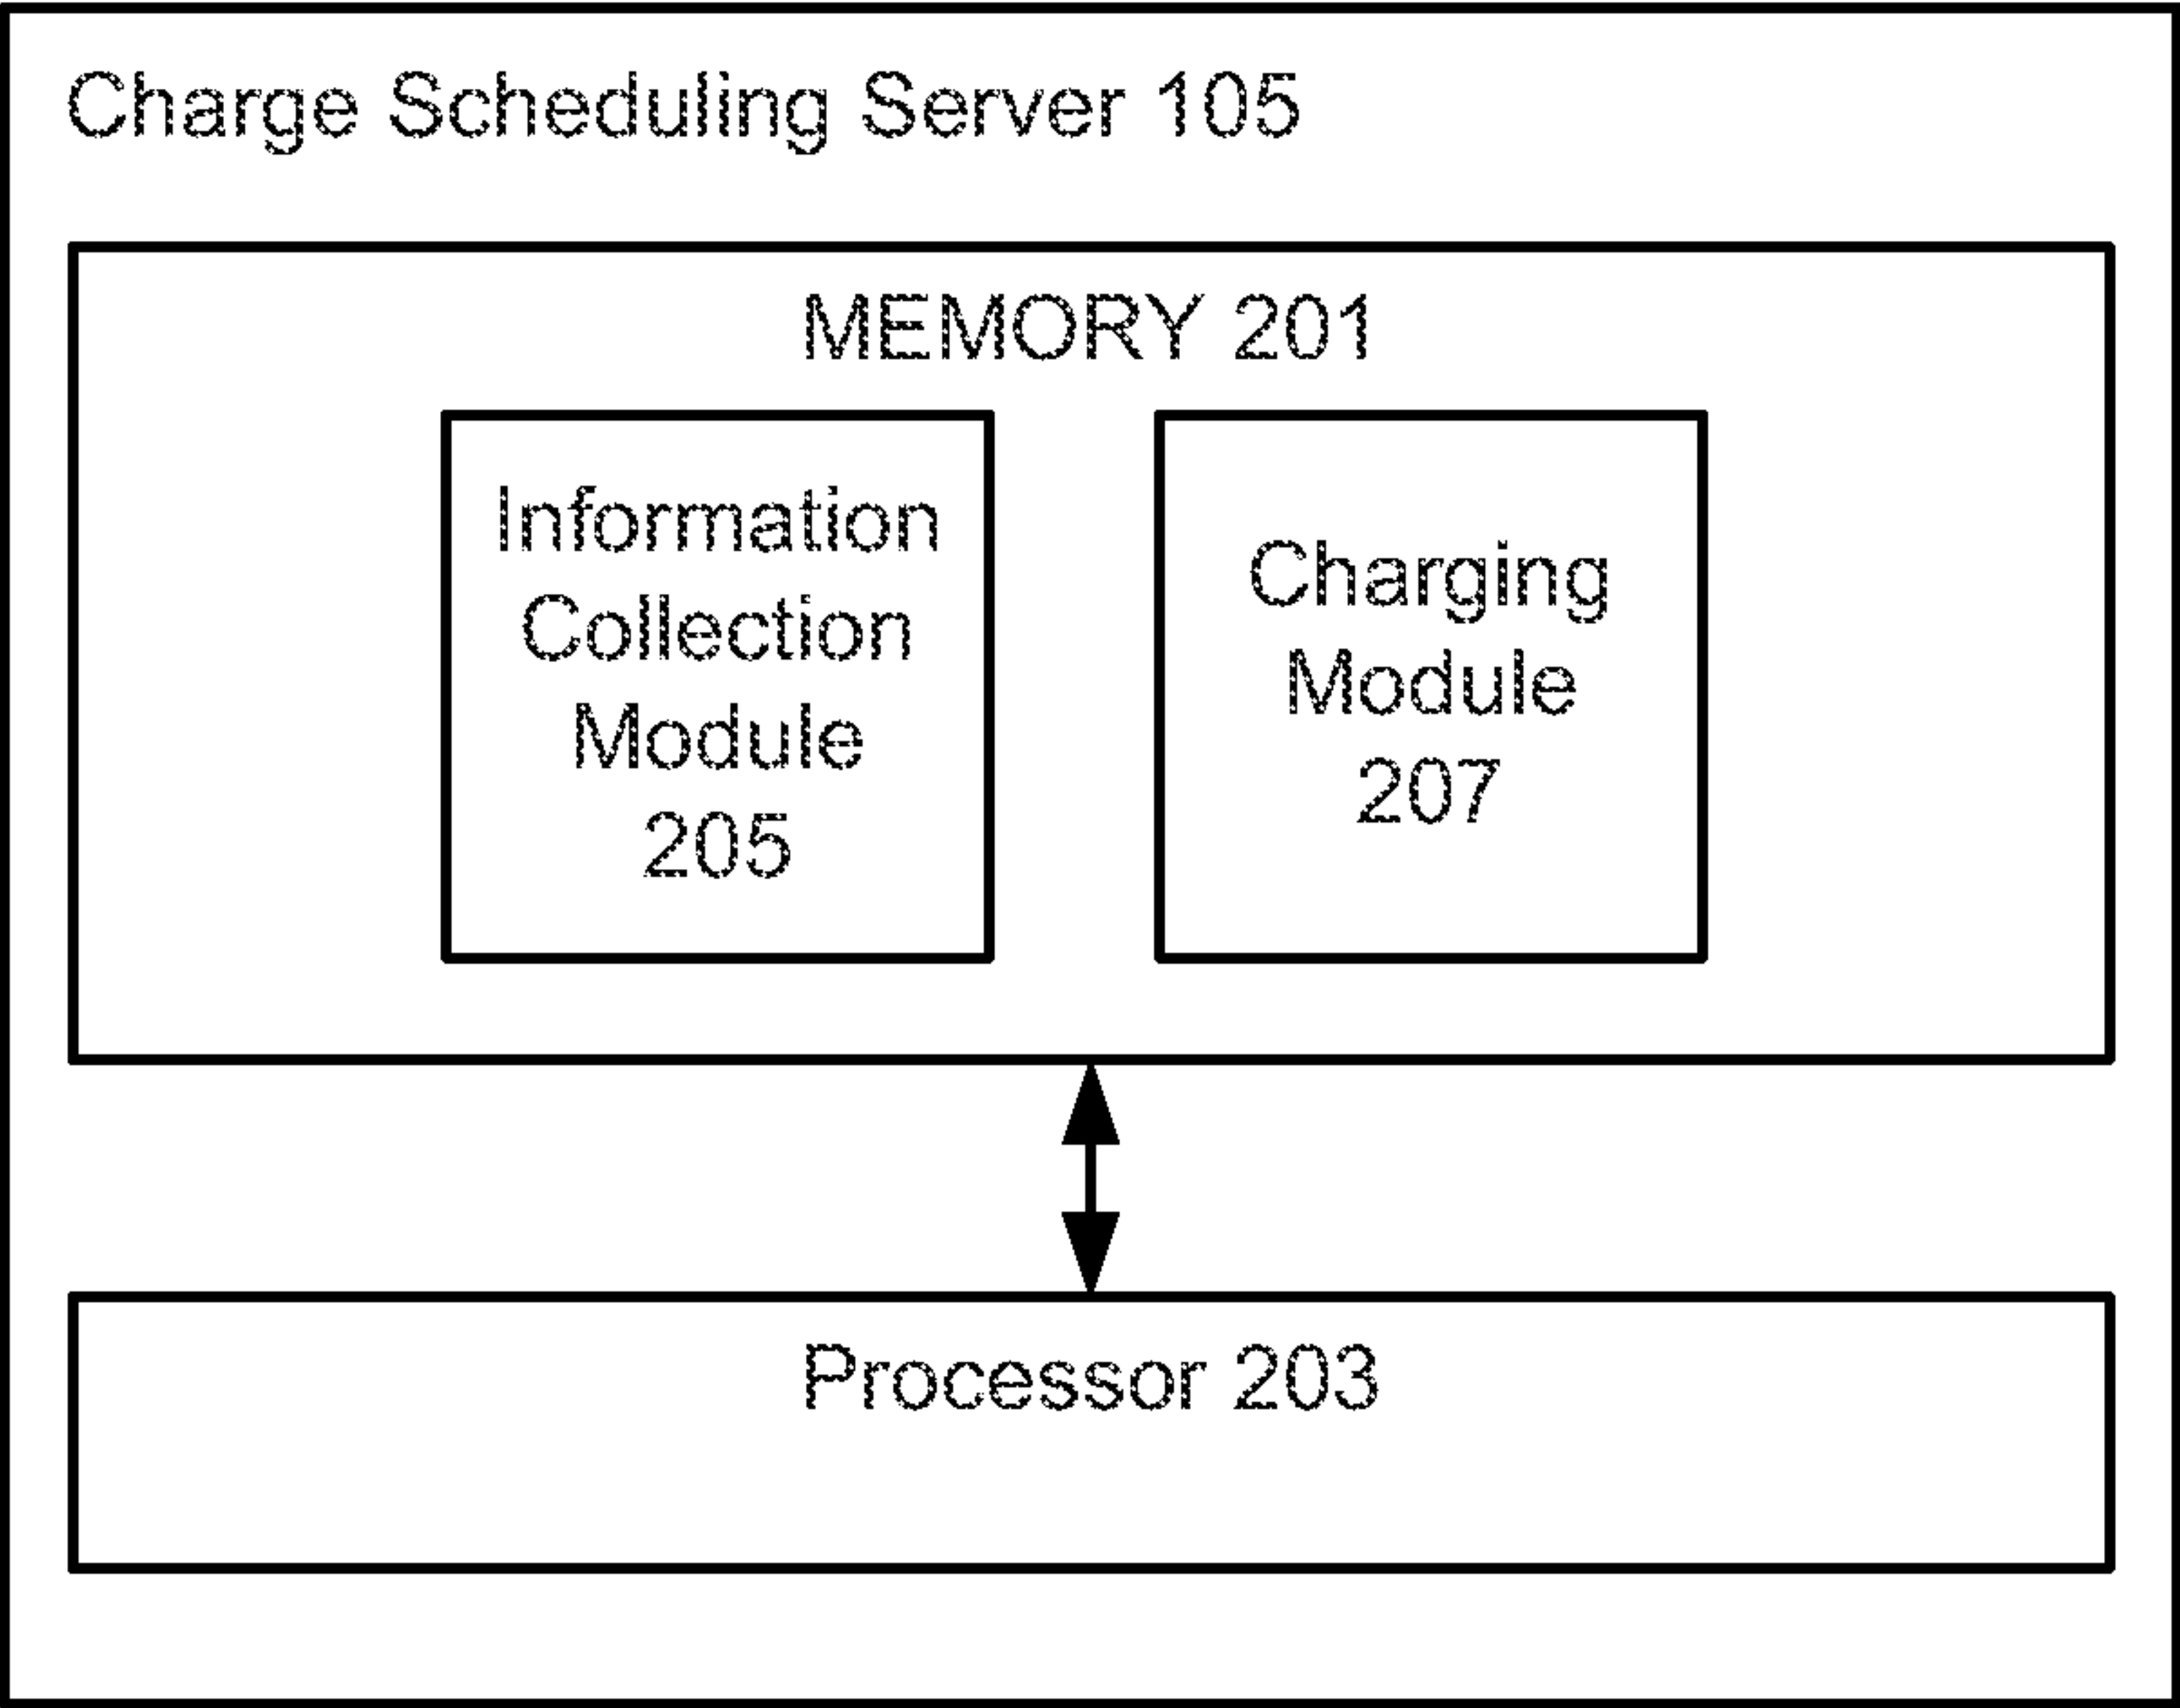 Charge Scheduling Server 105
MEMORY 201
Information
Collection
Module
205
Charging
Module
207
Processor 203